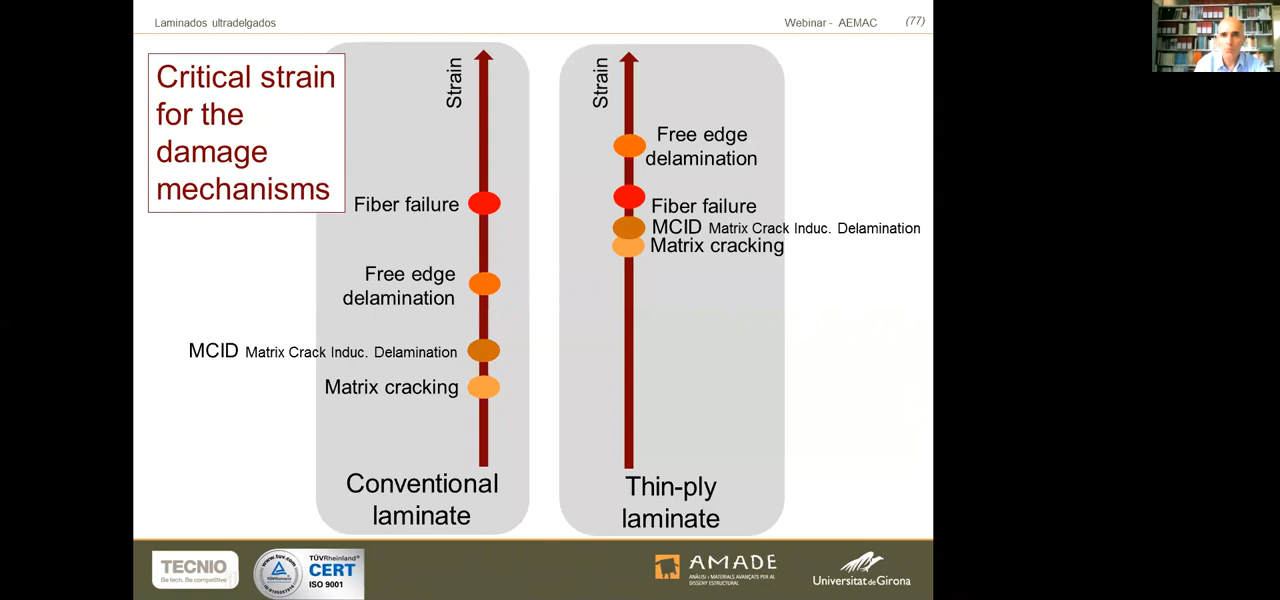 Laminados ultradelgados
Webinar - AEMAC
(77)
Critical strain
for the
damage
mechanisms
Strain
Fiber failure
Free edge
delamination
MCID Matrix Crack Induc. Delamination
Matrix cracking
Conventional
laminate
Strain
Free edge
delamination
Fiber failure
MCID Matrix Crack Induc. Delamination
Matrix cracking
Thin-ply
laminate
TECNIO
Be tech. Be competitive
www.tuv.com
TÜVRheinland
CERT
ISO 9001
AMADE
ANÀLISI I MATERIALS AVANÇATS PER AL
DISSENY ESTRUCTURAL
Universitat de Girona